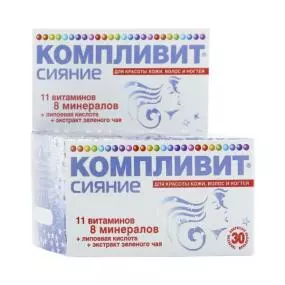 КОМПЛИВИТ®
сияние
ДЛЯ КРАСОТЫ КОЖИ, ВОЛОС И НОГТЕЙ
11 витаминов
8 минералов
+ липоевая кислота
+ экстракт зеленого чая
КОМПЛИВИТ®
сияние
ДЛЯ КРАСОТЫ КОЖИ, ВОЛОС И НОГТЕЙ
11 витаминов
8 минералов
+ липоевая кислота
+ экстракт зеленого чая
30